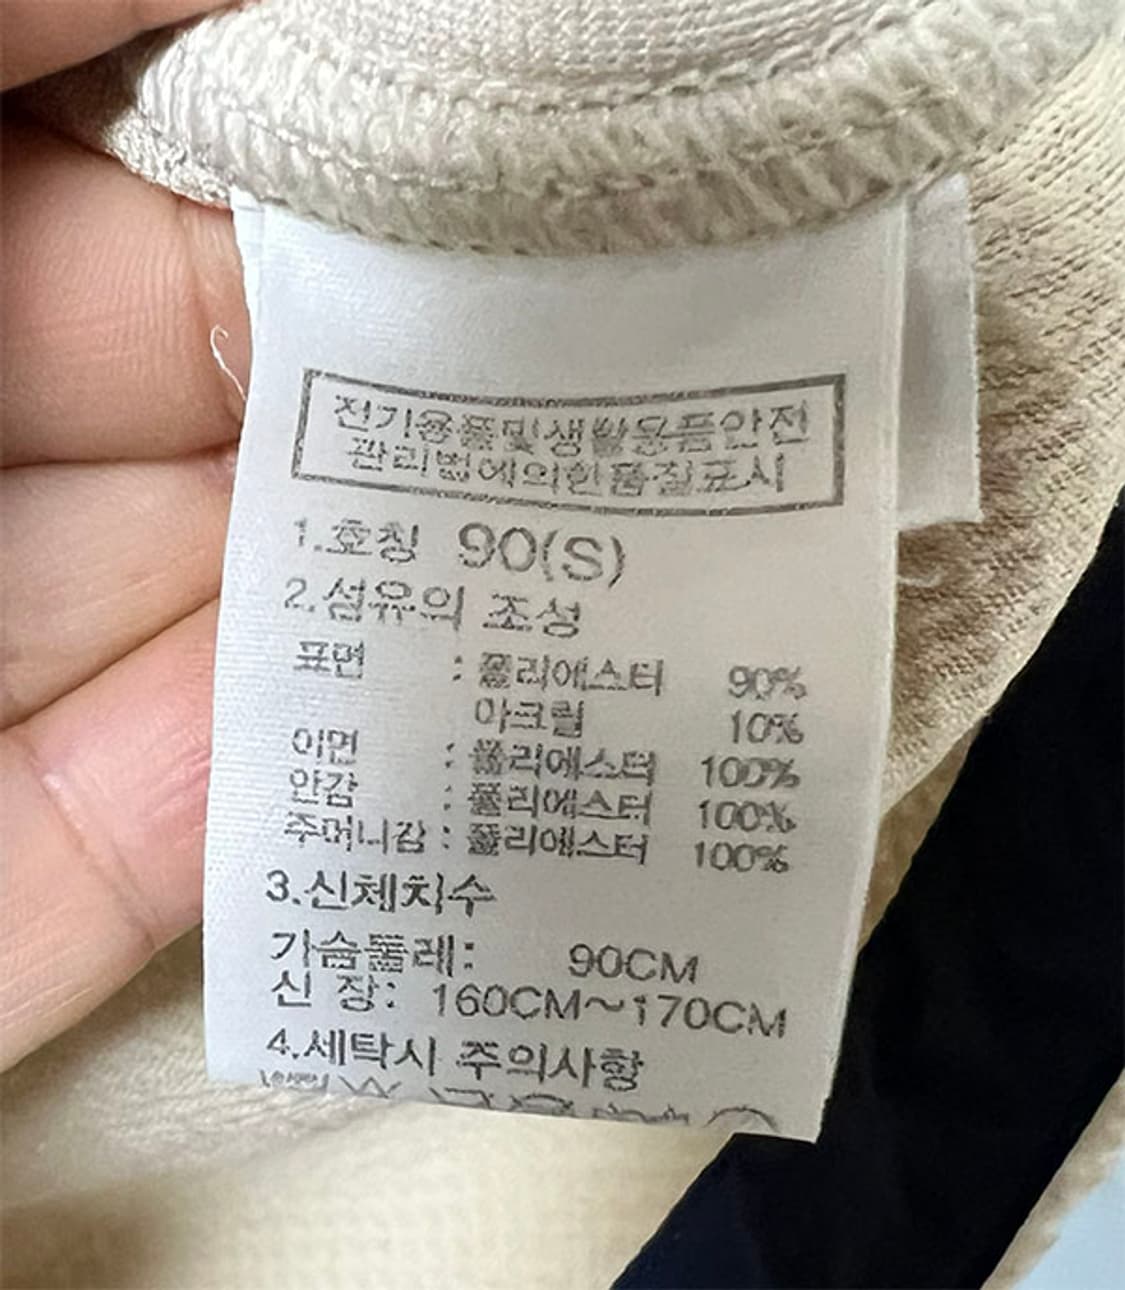 전기용품및생활용품안전
관리법에의한품질표시
1.호칭 90(S)
2.섬유의 조성
표면 : 폴리에스터 90%
아크릴 10%
이면 : 폴리에스터 100%
안감 : 폴리에스터 100%
주머니감 : 폴리에스터 100%
3.신체치수
가슴둘레: 90CM
신 장: 160CM~170CM
4.세탁시 주의사항